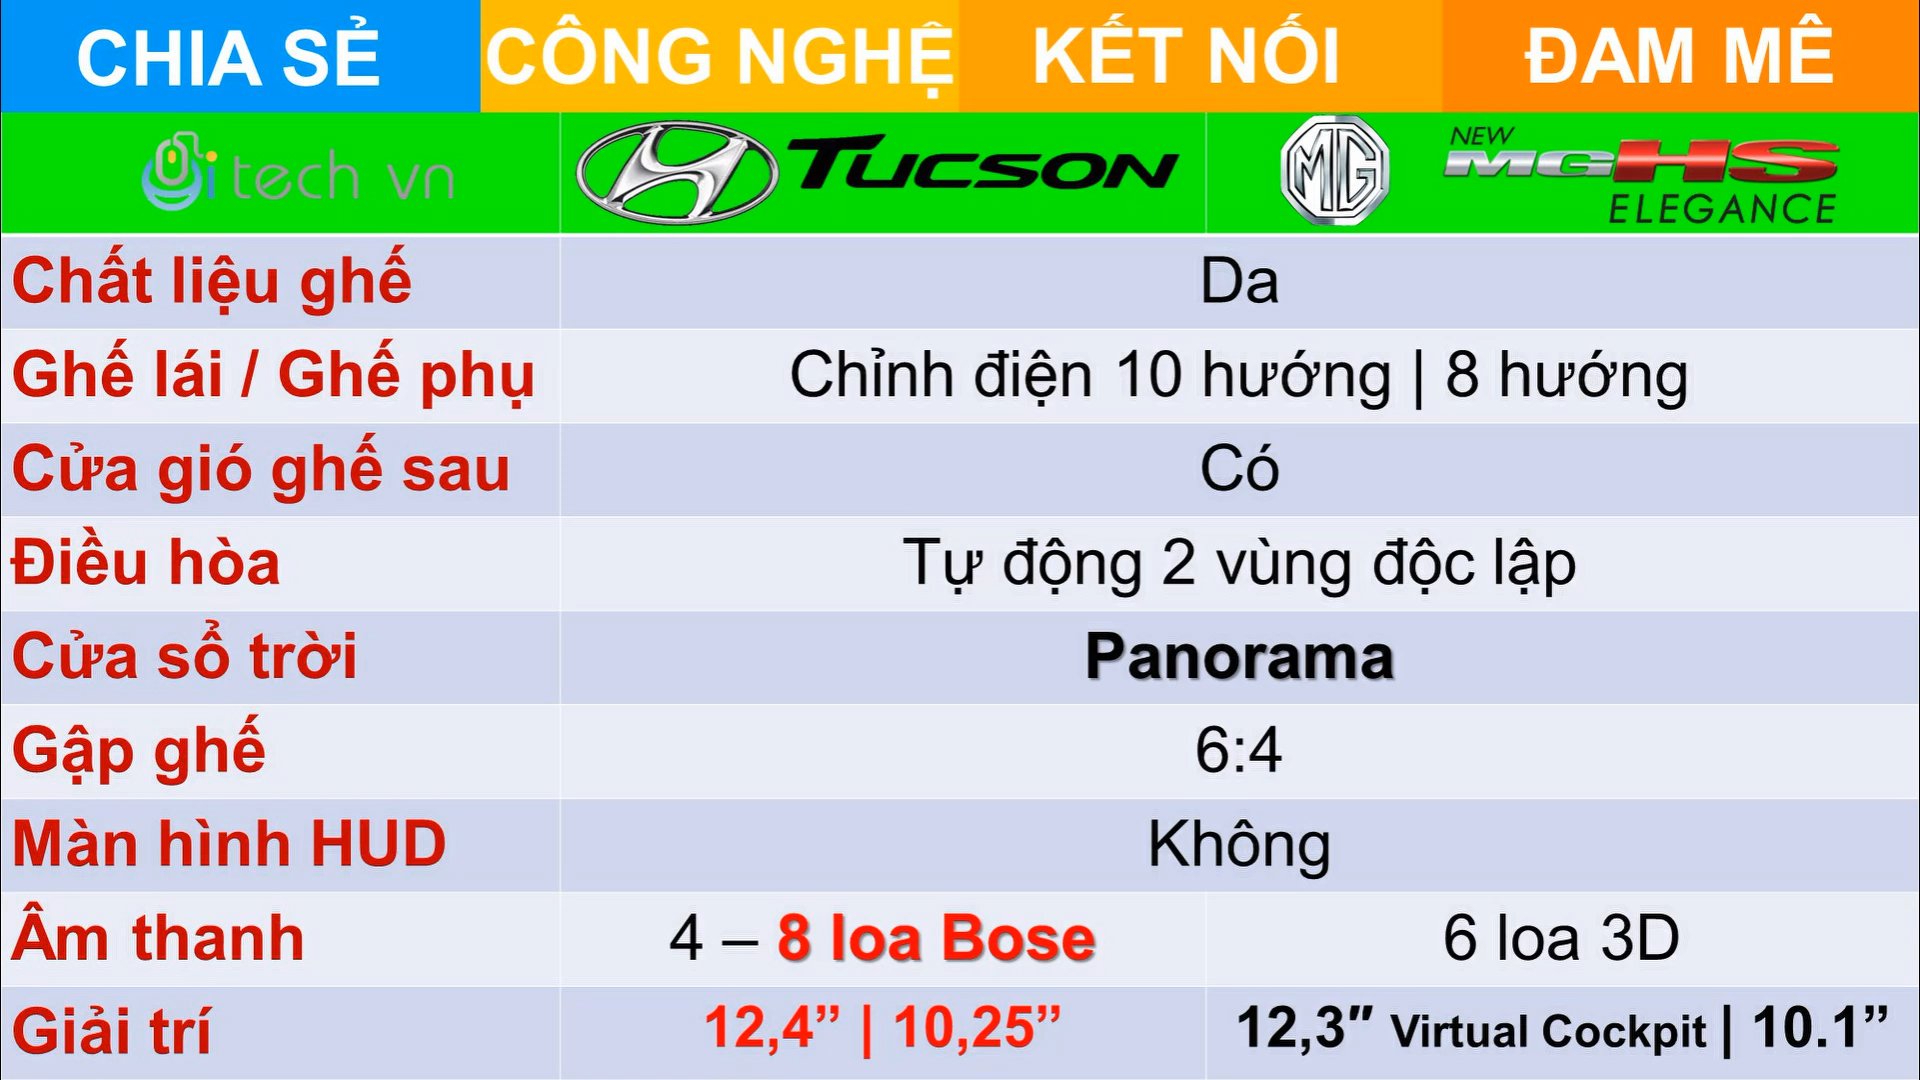 CHIA SẺ CÔNG NGHỆ KẾT NỐI ĐAM MÊ
itech vn TUCSON MG NEW MGHS ELEGANCE
Chất liệu ghế Da
Ghế lái / Ghế phụ Chỉnh điện 10 hướng | 8 hướng
Cửa gió ghế sau Có
Điều hòa Tự động 2 vùng độc lập
Cửa sổ trời Panorama
Gập ghế 6:4
Màn hình HUD Không
Âm thanh 4 – 8 loa Bose 6 loa 3D
Giải trí 12,4” | 10,25” 12,3″ Virtual Cockpit | 10.1”